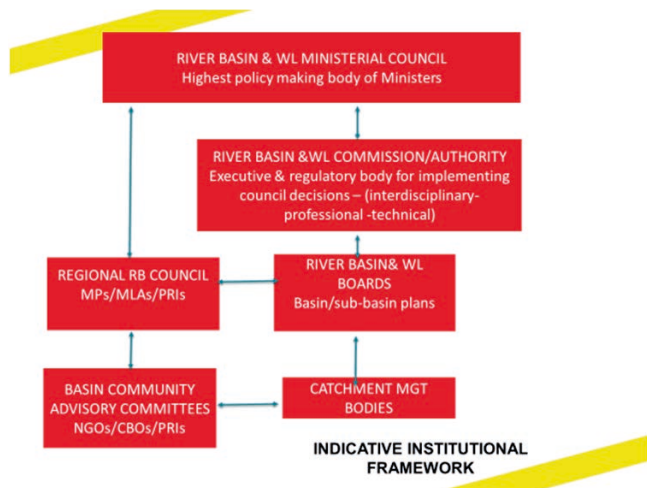 RIVER BASIN & WL MINISTERIAL COUNCIL
Highest policy making body of Ministers
RIVER BASIN &WL COMMISSION/AUTHORITY
Executive & regulatory body for implementing
council decisions – (interdisciplinary-
professional -technical)
REGIONAL RB COUNCIL
MPs/MLAs/PRIs
RIVER BASIN& WL
BOARDS
Basin/sub-basin plans
BASIN COMMUNITY
ADVISORY COMMITTEES
NGOs/CBOs/PRIs
CATCHMENT MGT
BODIES
INDICATIVE INSTITUTIONAL
FRAMEWORK